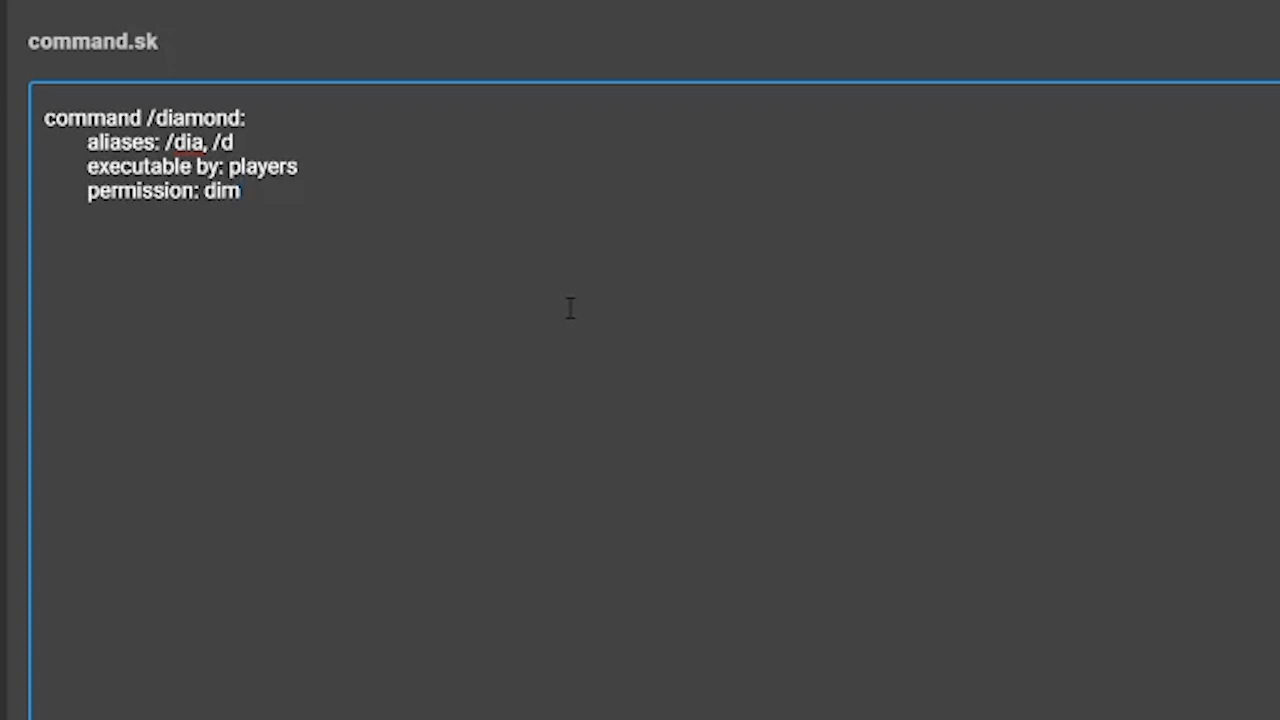 command.sk
command /diamond:
aliases: /dia, /d
executable by: players
permission: dim